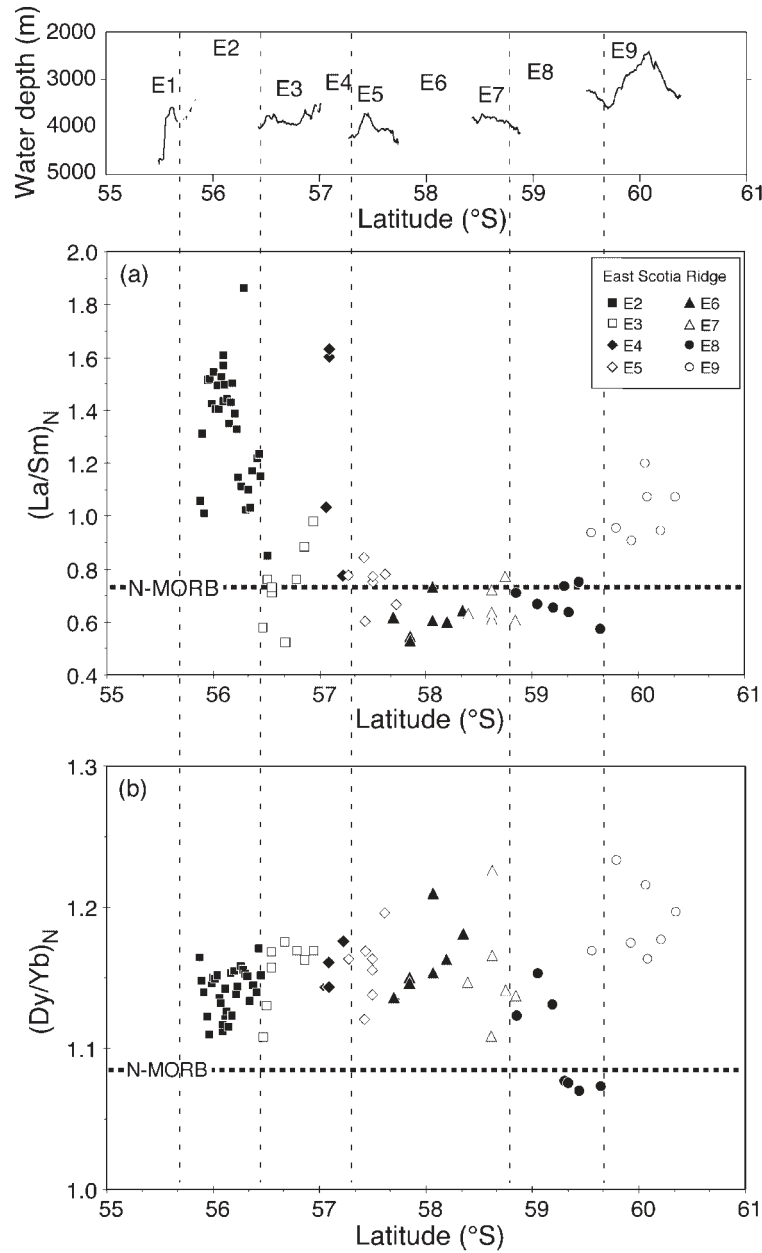 2000
3000
4000
5000
Water depth (m)
E1
E2
E3
E4
E5
E6
E7
E8
E9
55 56 57 58 59 60 61
Latitude (°S)
2.0
1.8
1.6
1.4
1.2
1.0
0.8
0.6
0.4
(La/Sm)N
(a)
East Scotia Ridge
E2 E6
E3 E7
E4 E8
E5 E9
N-MORB
55 56 57 58 59 60 61
Latitude (°S)
1.3
1.2
1.1
1.0
(Dy/Yb)N
(b)
N-MORB
55 56 57 58 59 60 61
Latitude (°S)